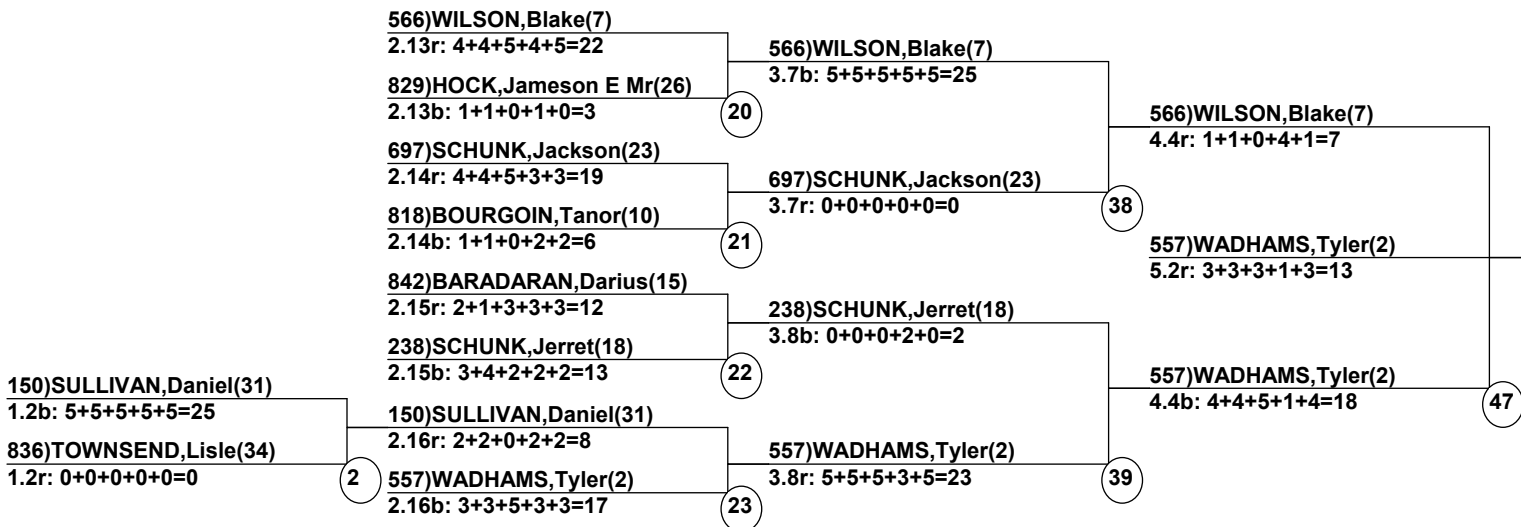 566)WILSON,Blake(7)
2.13r: 4+4+5+4+5=22
829)HOCK,Jameson E Mr(26)
2.13b: 1+1+0+1+0=3
20
697)SCHUNK,Jackson(23)
2.14r: 4+4+5+3+3=19
818)BOURGOIN,Tanor(10)
2.14b: 1+1+0+2+2=6
21
842)BARADARAN,Darius(15)
2.15r: 2+1+3+3+3=12
238)SCHUNK,Jerret(18)
2.15b: 3+4+2+2+2=13
22
150)SULLIVAN,Daniel(31)
1.2b: 5+5+5+5+5=25
836)TOWNSEND,Lisle(34)
1.2r: 0+0+0+0+0=0
2
150)SULLIVAN,Daniel(31)
2.16r: 2+2+0+2+2=8
557)WADHAMS,Tyler(2)
2.16b: 3+3+5+3+3=17
23
566)WILSON,Blake(7)
3.7b: 5+5+5+5+5=25
697)SCHUNK,Jackson(23)
3.7r: 0+0+0+0+0=0
38
238)SCHUNK,Jerret(18)
3.8b: 0+0+0+2+0=2
557)WADHAMS,Tyler(2)
3.8r: 5+5+5+3+5=23
39
566)WILSON,Blake(7)
4.4r: 1+1+0+4+1=7
557)WADHAMS,Tyler(2)
5.2r: 3+3+3+1+3=13
557)WADHAMS,Tyler(2)
4.4b: 4+4+5+1+4=18
47